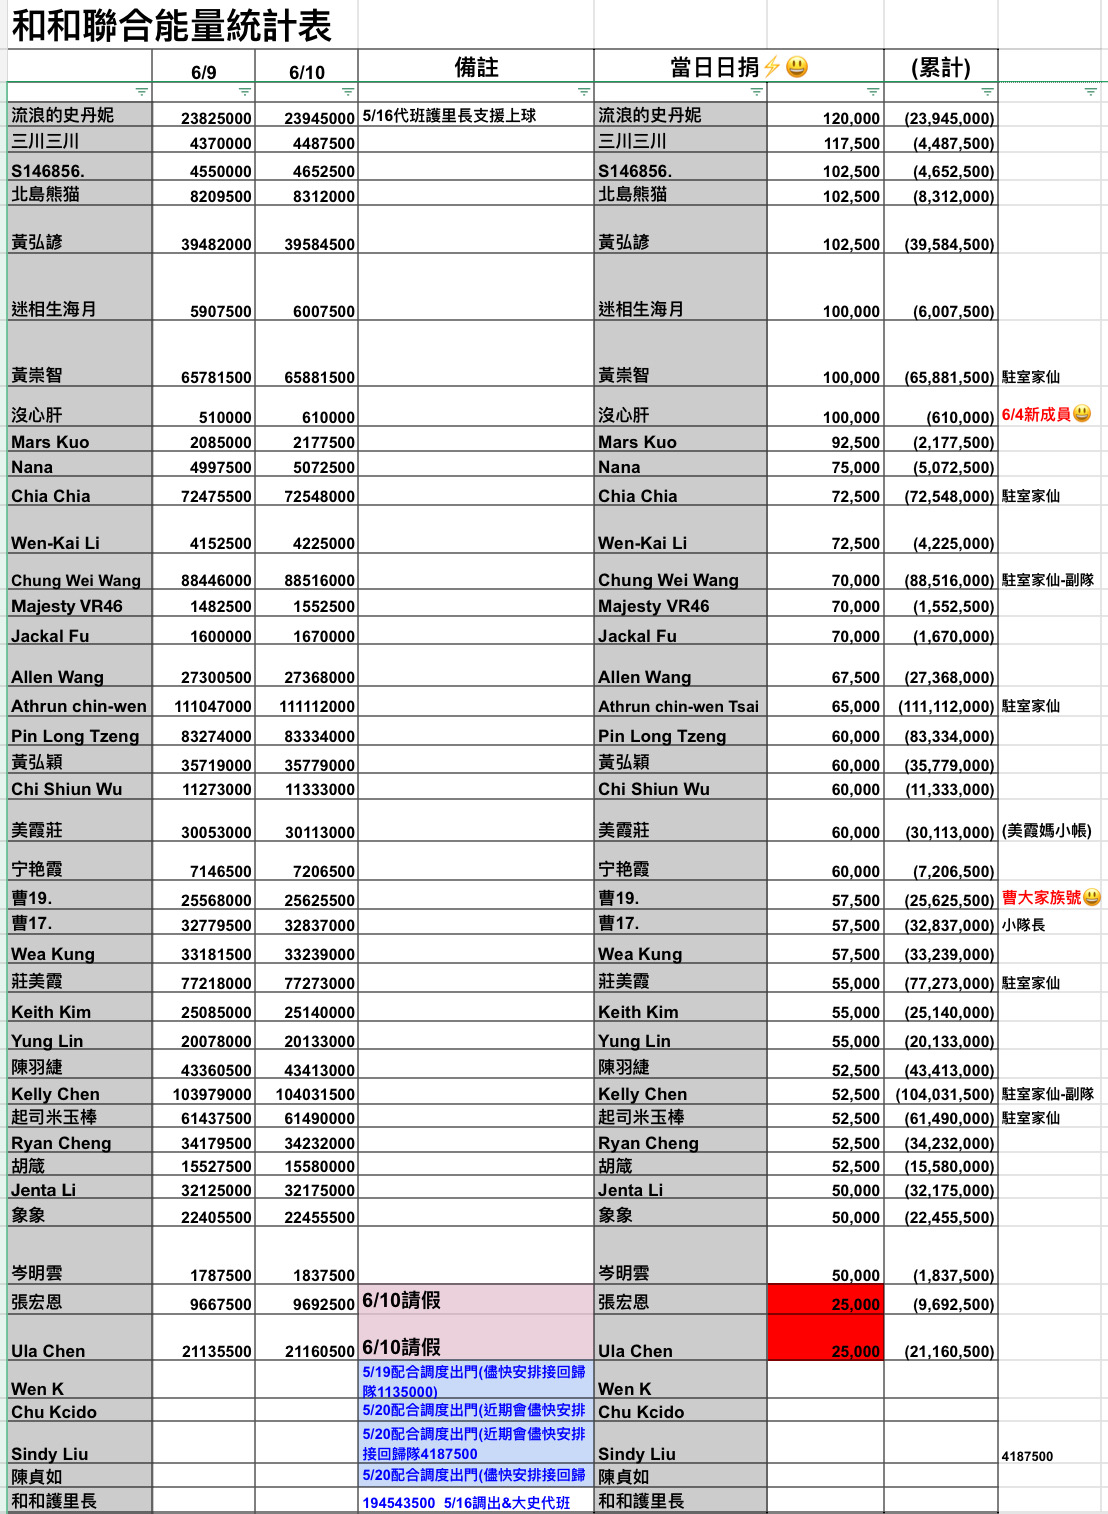 和和聯合能量統計表
6/9 6/10 備註 當日日捐⚡😃 (累計)
流浪的史丹妮 23825000 23945000 5/16代班護里長支援上球 流浪的史丹妮 120,000 (23,945,000)
三川三川 4370000 4487500 三川三川 117,500 (4,487,500)
S146856. 4550000 4652500 S146856. 102,500 (4,652,500)
北島熊猫 8209500 8312000 北島熊猫 102,500 (8,312,000)
黃弘諺 39482000 39584500 黃弘諺 102,500 (39,584,500)
迷相生海月 5907500 6007500 迷相生海月 100,000 (6,007,500)
黃崇智 65781500 65881500 黃崇智 100,000 (65,881,500) 駐室家仙
沒心肝 510000 610000 沒心肝 100,000 (610,000) 6/4新成員😃
Mars Kuo 2085000 2177500 Mars Kuo 92,500 (2,177,500)
Nana 4997500 5072500 Nana 75,000 (5,072,500)
Chia Chia 72475500 72548000 Chia Chia 72,500 (72,548,000) 駐室家仙
Wen-Kai Li 4152500 4225000 Wen-Kai Li 72,500 (4,225,000)
Chung Wei Wang 88446000 88516000 Chung Wei Wang 70,000 (88,516,000) 駐室家仙-副隊
Majesty VR46 1482500 1552500 Majesty VR46 70,000 (1,552,500)
Jackal Fu 1600000 1670000 Jackal Fu 70,000 (1,670,000)
Allen Wang 27300500 27368000 Allen Wang 67,500 (27,368,000)
Athrun chin-wen 111047000 111112000 Athrun chin-wen Tsai 65,000 (111,112,000) 駐室家仙
Pin Long Tzeng 83274000 83334000 Pin Long Tzeng 60,000 (83,334,000)
黃弘穎 35719000 35779000 黃弘穎 60,000 (35,779,000)
Chi Shiun Wu 11273000 11333000 Chi Shiun Wu 60,000 (11,333,000)
美霞莊 30053000 30113000 美霞莊 60,000 (30,113,000) (美霞媽小帳)
宁艳霞 7146500 7206500 宁艳霞 60,000 (7,206,500)
曹19. 25568000 25625500 曹19. 57,500 (25,625,500) 曹大家族號😃
曹17. 32779500 32837000 曹17. 57,500 (32,837,000) 小隊長
Wea Kung 33181500 33239000 Wea Kung 57,500 (33,239,000)
莊美霞 77218000 77273000 莊美霞 55,000 (77,273,000) 駐室家仙
Keith Kim 25085000 25140000 Keith Kim 55,000 (25,140,000)
Yung Lin 20078000 20133000 Yung Lin 55,000 (20,133,000)
陳羽緁 43360500 43413000 陳羽緁 52,500 (43,413,000)
Kelly Chen 103979000 104031500 Kelly Chen 52,500 (104,031,500) 駐室家仙-副隊
起司米玉棒 61437500 61490000 起司米玉棒 52,500 (61,490,000) 駐室家仙
Ryan Cheng 34179500 34232000 Ryan Cheng 52,500 (34,232,000)
胡箴 15527500 15580000 胡箴 52,500 (15,580,000)
Jenta Li 32125000 32175000 Jenta Li 50,000 (32,175,000)
象象 22405500 22455500 象象 50,000 (22,455,500)
岑明雲 1787500 1837500 岑明雲 50,000 (1,837,500)
張宏恩 9667500 9692500 6/10請假 張宏恩 25,000 (9,692,500)
Ula Chen 21135500 21160500 6/10請假 Ula Chen 25,000 (21,160,500)
5/19配合調度出門(儘快安排接回歸
Wen K 隊1135000) Wen K
Chu Kcido 5/20配合調度出門(近期會儘快安排 Chu Kcido
5/20配合調度出門(近期會儘快安排
Sindy Liu 接回歸隊4187500 Sindy Liu 4187500
陳貞如 5/20配合調度出門(儘快安排接回歸 陳貞如
和和護里長 194543500 5/16調出&大史代班 和和護里長